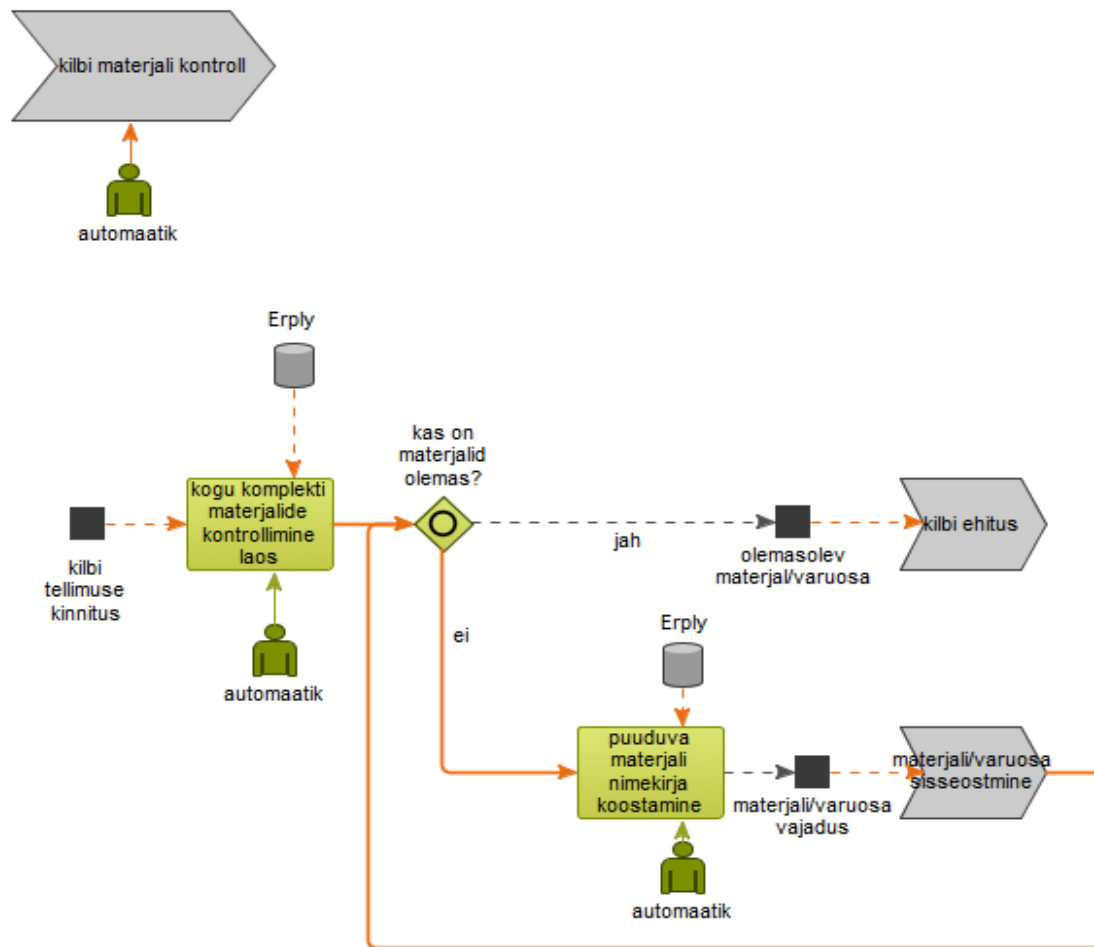 kilbi materjali kontroll
automaatik
Erply
kas on
materjalid
olemas?
kogu komplekti
materjalide
kontrollimine
laos
kilbi
tellimuse
kinnitus
automaatik
jah
olemasolev
materjal/varuosa
kilbi ehitus
ei
Erply
puuduva
materjali
nimekirja
koostamine
automaatik
materjali/varuosa
vajadus
materjali/varuosa
sisseostmine